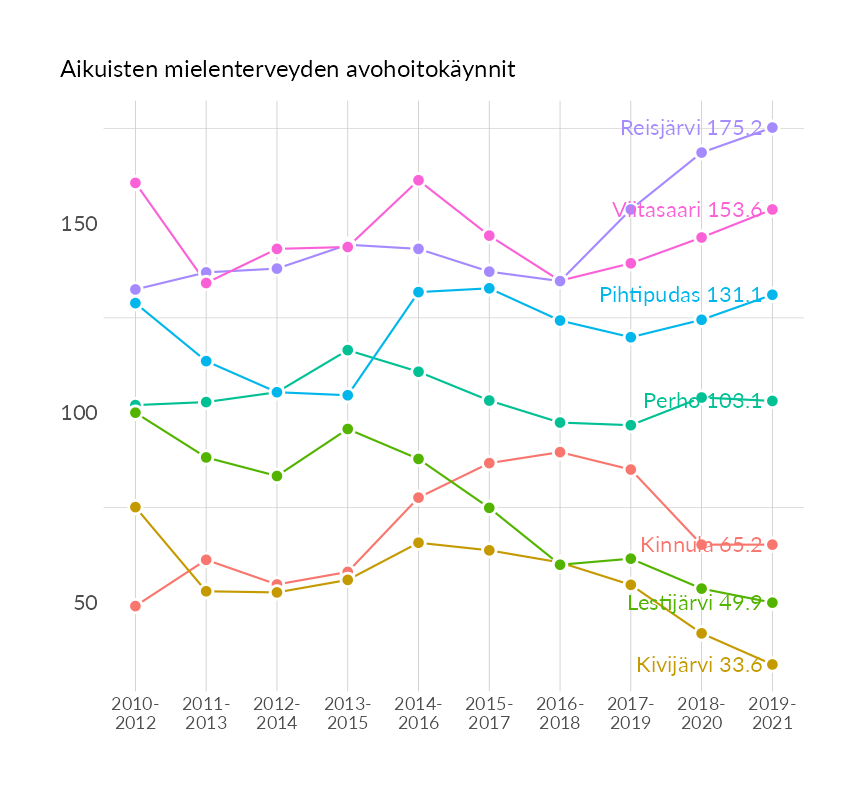 Aikuisten mielenterveyden avohoitokäynnit
Reisjärvi 175.2
Viitasaari 153.6
150
Pihtipudas 131.1
Perho 103.1
100
Kinnula 65.2
Lestijärvi 49.9
50
Kivijärvi 33.6
2010- 2011- 2012- 2013- 2014- 2015- 2016- 2017- 2018- 2019-
2012 2013 2014 2015 2016 2017 2018 2019 2020 2021